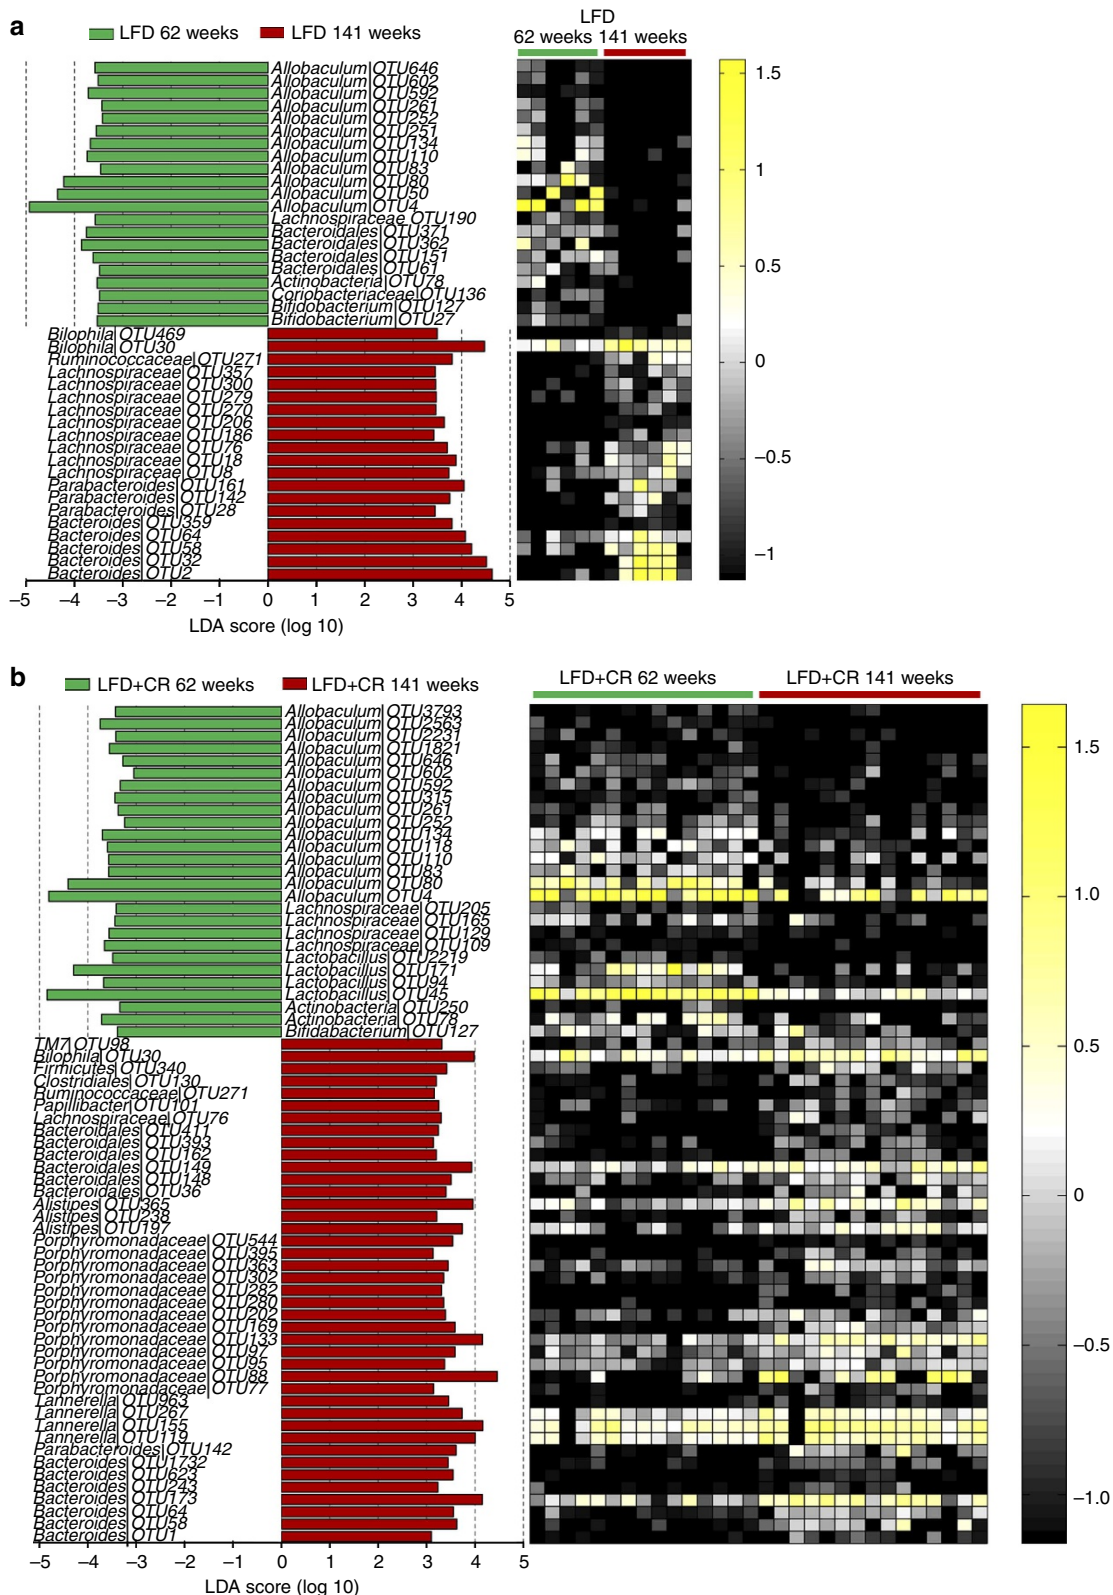 a
LFD 62 weeks
LFD 141 weeks
LFD
62 weeks 141 weeks
Allobaculum|OTU646
Allobaculum|OTU602
Allobaculum|OTU592
Allobaculum|OTU261
Allobaculum|OTU252
Allobaculum|OTU251
Allobaculum|OTU134
Allobaculum|OTU110
Allobaculum|OTU83
Allobaculum|OTU80
Allobaculum|OTU50
Allobaculum|OTU4
Lachnospiraceae OTU190
Bacteroidales|OTU371
Bacteroidales|OTU362
Bacteroidales|OTU151
Bacteroidales|OTU61
Actinobacteria|OTU78
Coriobacteriaceae|OTU136
Bifidobacterium|OTU127
Bifidobacterium|OTU27
Bilophila|OTU469
Bilophila|OTU30
Ruminococcaceae|OTU271
Lachnospiraceae|OTU357
Lachnospiraceae|OTU300
Lachnospiraceae|OTU279
Lachnospiraceae|OTU270
Lachnospiraceae|OTU206
Lachnospiraceae|OTU186
Lachnospiraceae|OTU76
Lachnospiraceae|OTU18
Lachnospiraceae|OTU8
Parabacteroides|OTU161
Parabacteroides|OTU142
Parabacteroides|OTU28
Bacteroides|OTU359
Bacteroides|OTU64
Bacteroides|OTU58
Bacteroides|OTU32
Bacteroides|OTU2
−5 −4 −3 −2 −1 0 1 2 3 4 5
LDA score (log 10)
1.5
1
0.5
0
−0.5
−1
b
LFD+CR 62 weeks
LFD+CR 141 weeks
LFD+CR 62 weeks
LFD+CR 141 weeks
Allobaculum|OTU3793
Allobaculum|OTU2563
Allobaculum|OTU2231
Allobaculum|OTU1821
Allobaculum|OTU646
Allobaculum|OTU602
Allobaculum|OTU592
Allobaculum|OTU315
Allobaculum|OTU261
Allobaculum|OTU252
Allobaculum|OTU134
Allobaculum|OTU118
Allobaculum|OTU110
Allobaculum|OTU83
Allobaculum|OTU80
Allobaculum|OTU4
Lachnospiraceae|OTU205
Lachnospiraceae|OTU165
Lachnospiraceae|OTU129
Lachnospiraceae|OTU109
Lactobacillus|OTU2219
Lactobacillus|OTU171
Lactobacillus|OTU94
Lactobacillus|OTU45
Actinobacteria|OTU250
Actinobacteria|OTU78
Bifidabacterium|OTU127
TM7|OTU98
Bilophila|OTU30
Firmicutes|OTU340
Clostridiales|OTU130
Ruminococcaceae|OTU271
Papillibacter|OTU101
Lachnospiraceae|OTU76
Bacteroidales|OTU411
Bacteroidales|OTU393
Bacteroidales|OTU162
Bacteroidales|OTU149
Bacteroidales|OTU148
Bacteroidales|OTU36
Alistipes|OTU365
Alistipes|OTU238
Alistipes|OTU197
Porphyromonadaceae|OTU544
Porphyromonadaceae|OTU395
Porphyromonadaceae|OTU363
Porphyromonadaceae|OTU302
Porphyromonadaceae|OTU282
Porphyromonadaceae|OTU280
Porphyromonadaceae|OTU202
Porphyromonadaceae|OTU169
Porphyromonadaceae|OTU133
Porphyromonadaceae|OTU97
Porphyromonadaceae|OTU95
Porphyromonadaceae|OTU88
Porphyromonadaceae|OTU77
Tannerella|OTU963
Tannerella|OTU267
Tannerella|OTU155
Tannerella|OTU119
Parabacteroides|OTU142
Bacteroides|OTU1732
Bacteroides|OTU623
Bacteroides|OTU243
Bacteroides|OTU173
Bacteroides|OTU64
Bacteroides|OTU58
Bacteroides|OTU1
−5 −4 −3 −2 −1 0 1 2 3 4 5
LDA score (log 10)
1.5
1.0
0.5
0
−0.5
−1.0